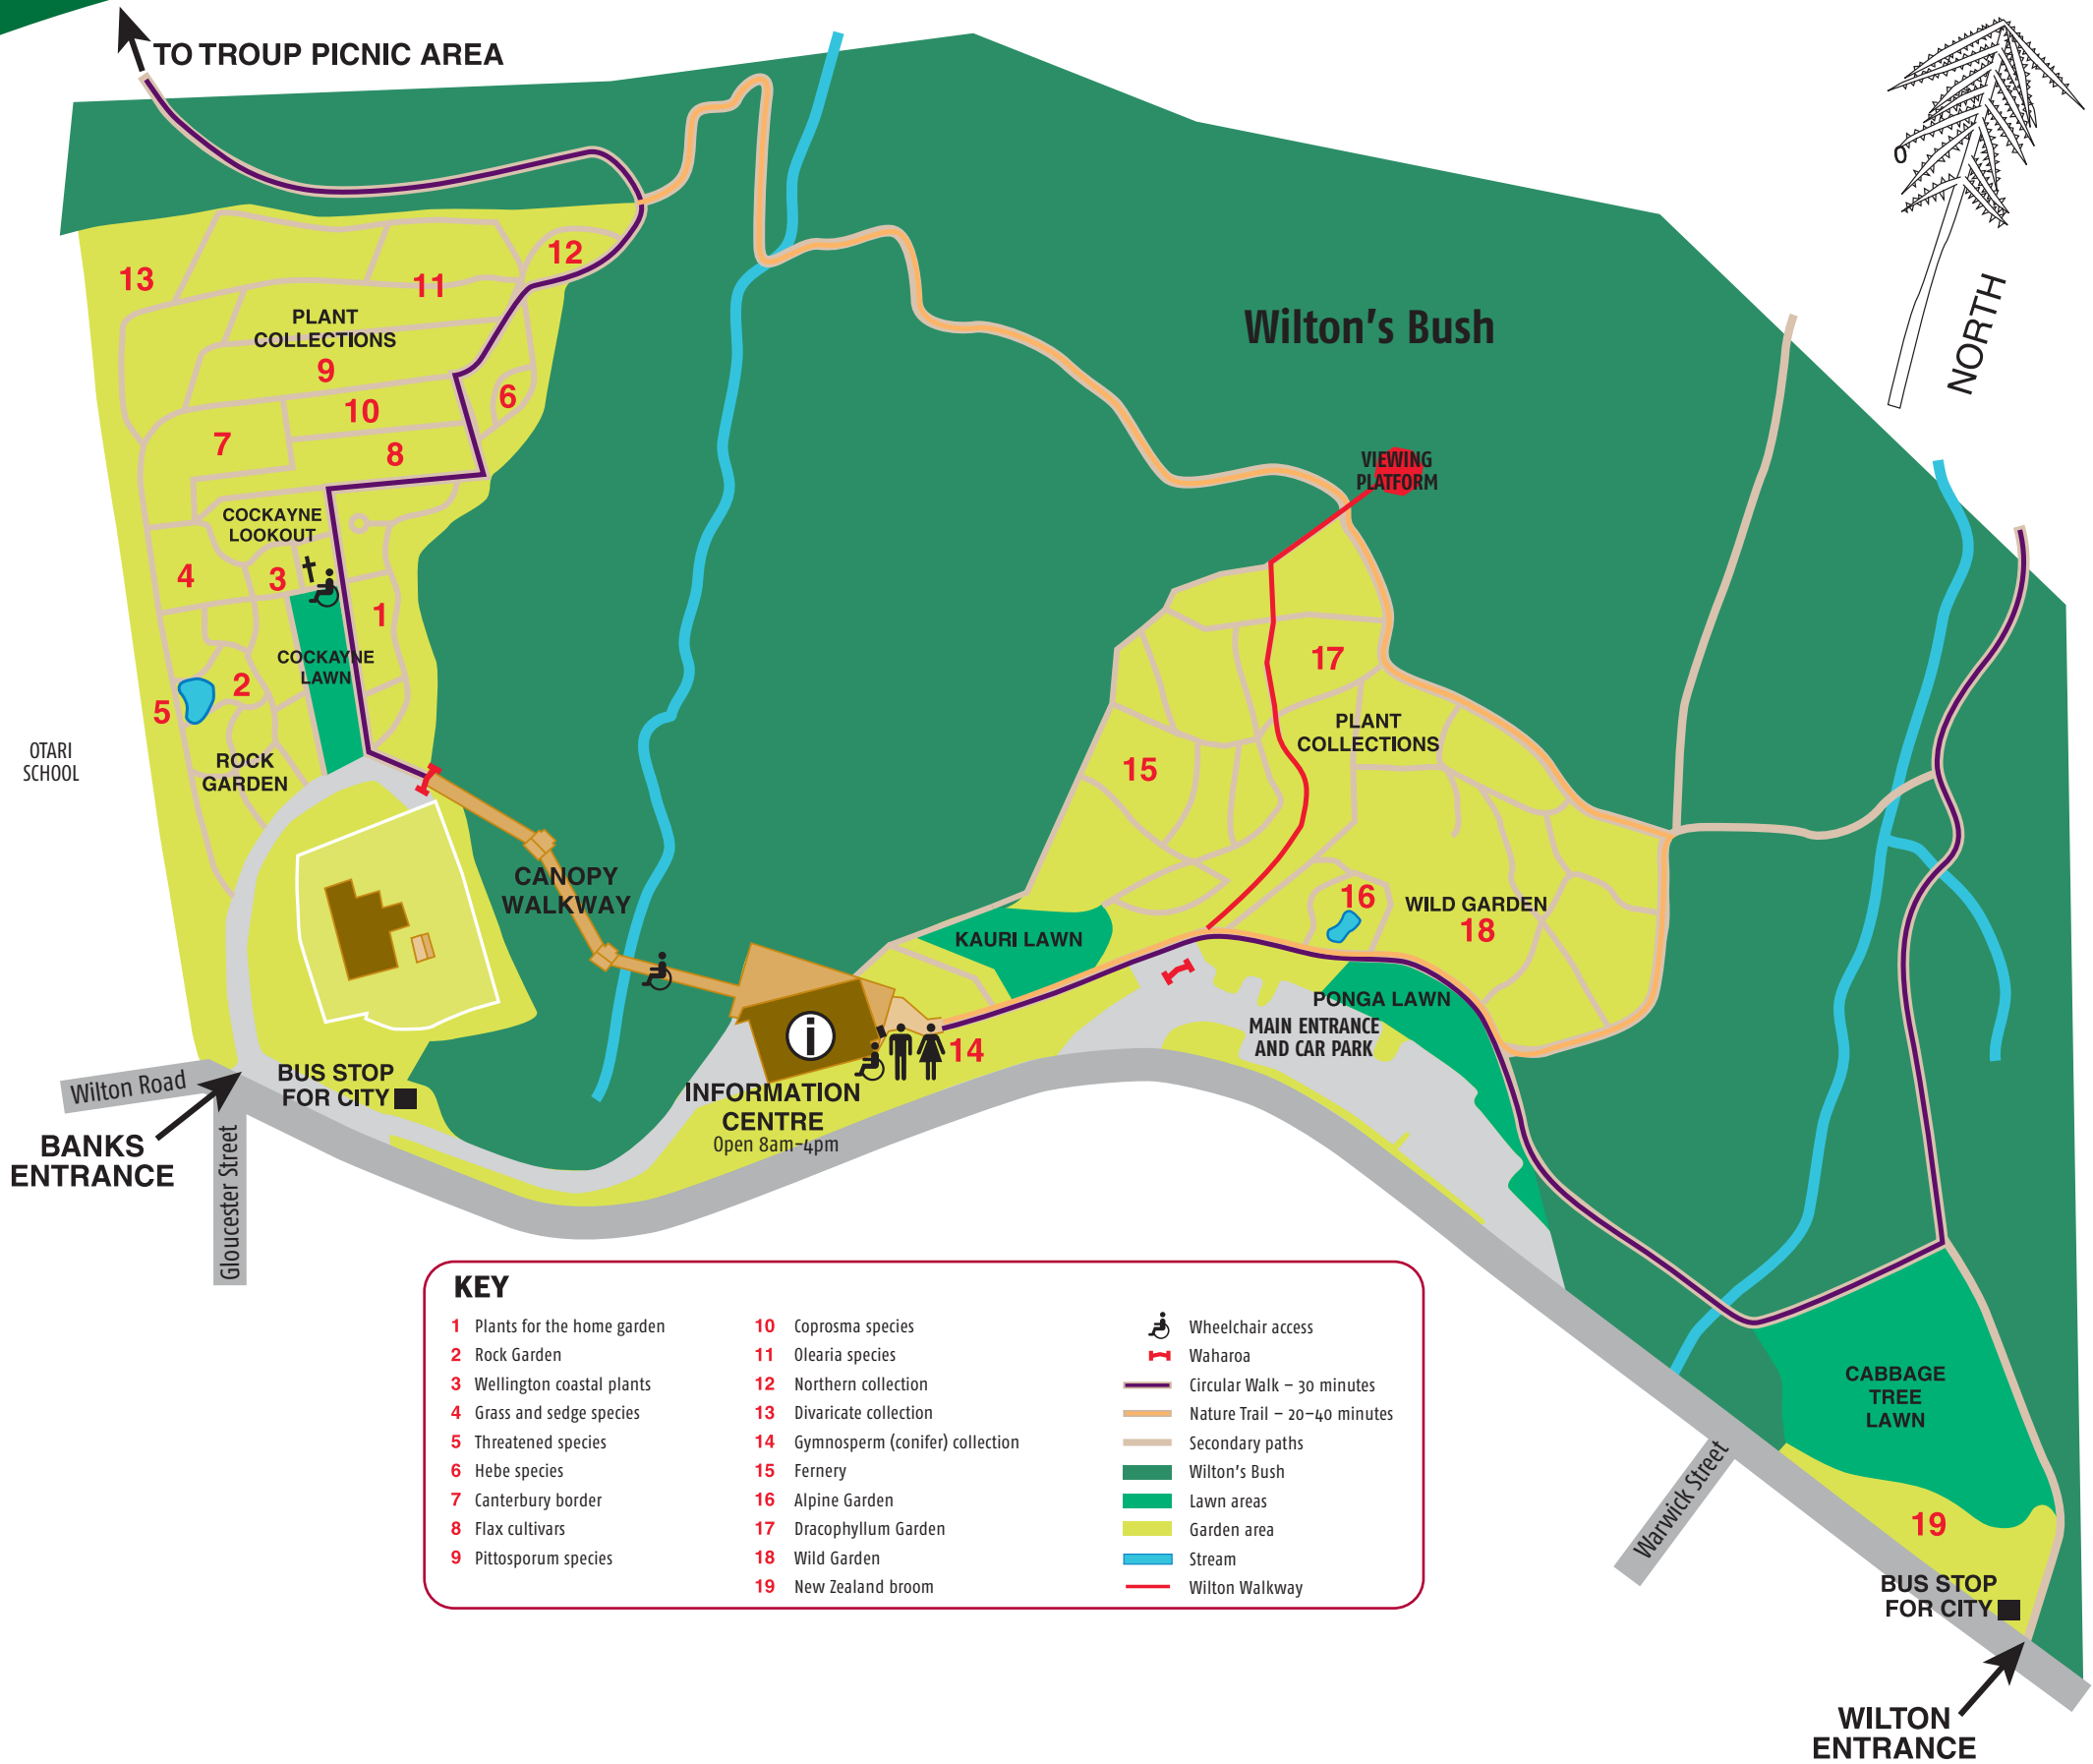 TO TROUP PICNIC AREA
NORTH
Wilton's Bush
13
12
11
PLANT
COLLECTIONS
9
6
10
7
8
VIEWING
PLATFORM
COCKAYNE
LOOKOUT
4
3
1
COCKAYNE
LAWN
2
5
17
PLANT
COLLECTIONS
15
OTARI
SCHOOL
ROCK
GARDEN
CANOPY
WALKWAY
16
WILD GARDEN
18
KAURI LAWN
PONGA LAWN
MAIN ENTRANCE
AND CAR PARK
i
14
Wilton Road
BUS STOP
FOR CITY
INFORMATION
CENTRE
Open 8am–4pm
BANKS
ENTRANCE
Gloucester Street
CABBAGE
TREE
LAWN
Warwick Street
19
BUS STOP
FOR CITY
WILTON
ENTRANCE
KEY
1 Plants for the home garden
2 Rock Garden
3 Wellington coastal plants
4 Grass and sedge species
5 Threatened species
6 Hebe species
7 Canterbury border
8 Flax cultivars
9 Pittosporum species
10 Coprosma species
11 Olearia species
12 Northern collection
13 Divaricate collection
14 Gymnosperm (conifer) collection
15 Fernery
16 Alpine Garden
17 Dracophyllum Garden
18 Wild Garden
19 New Zealand broom
Wheelchair access
Waharoa
Circular Walk – 30 minutes
Nature Trail – 20–40 minutes
Secondary paths
Wilton's Bush
Lawn areas
Garden area
Stream
Wilton Walkway